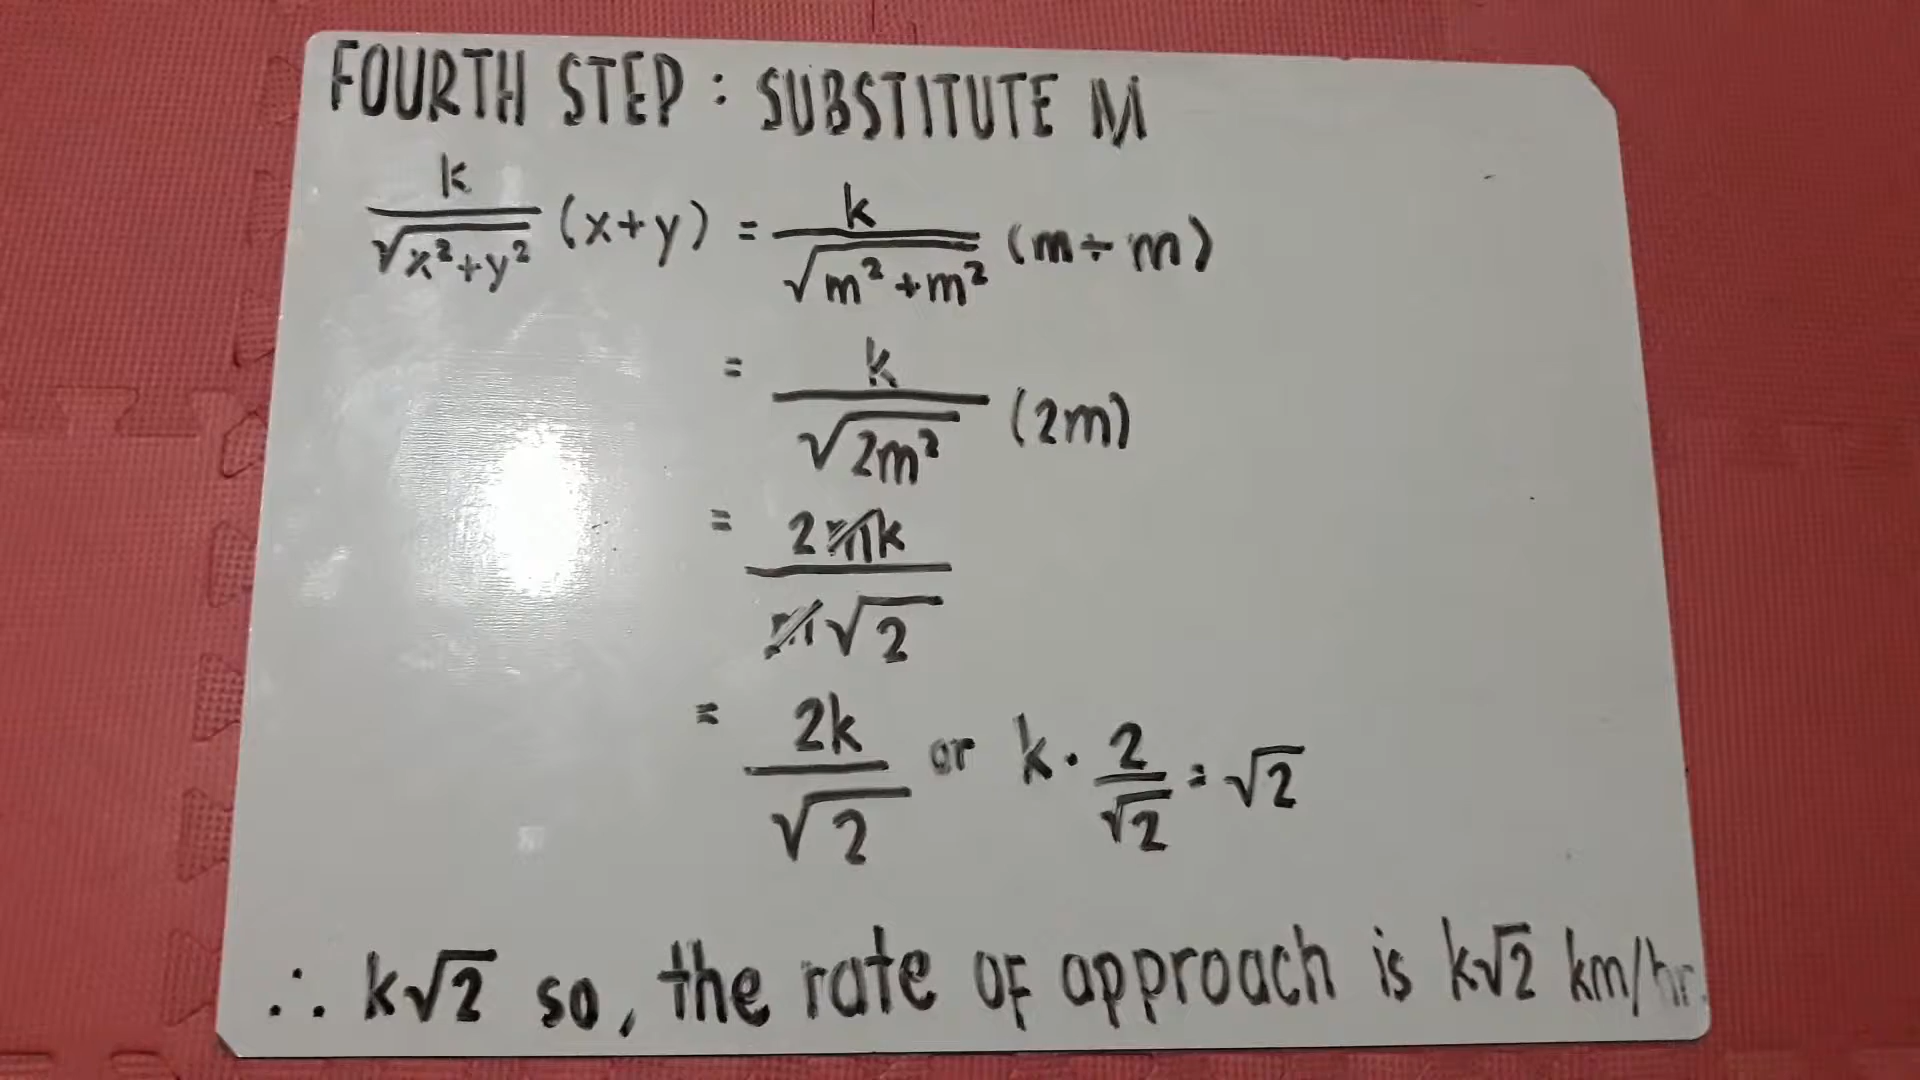 FOURTH STEP : SUBSTITUTE M
k/√x²+y² (x+y) = k/√m²+m² (m+m)
= k/√2m² (2m)
= 2mk/m√2
= 2k/√2 or k · 2/√2 = √2
∴ k√2 so, the rate of approach is k√2 km/hr.